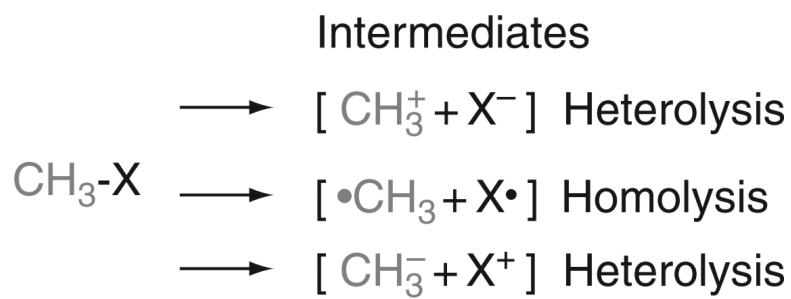 Intermediates
[ CH₃⁺ + X⁻ ] Heterolysis
CH₃-X
[ •CH₃ + X• ] Homolysis
[ CH₃⁻ + X⁺ ] Heterolysis